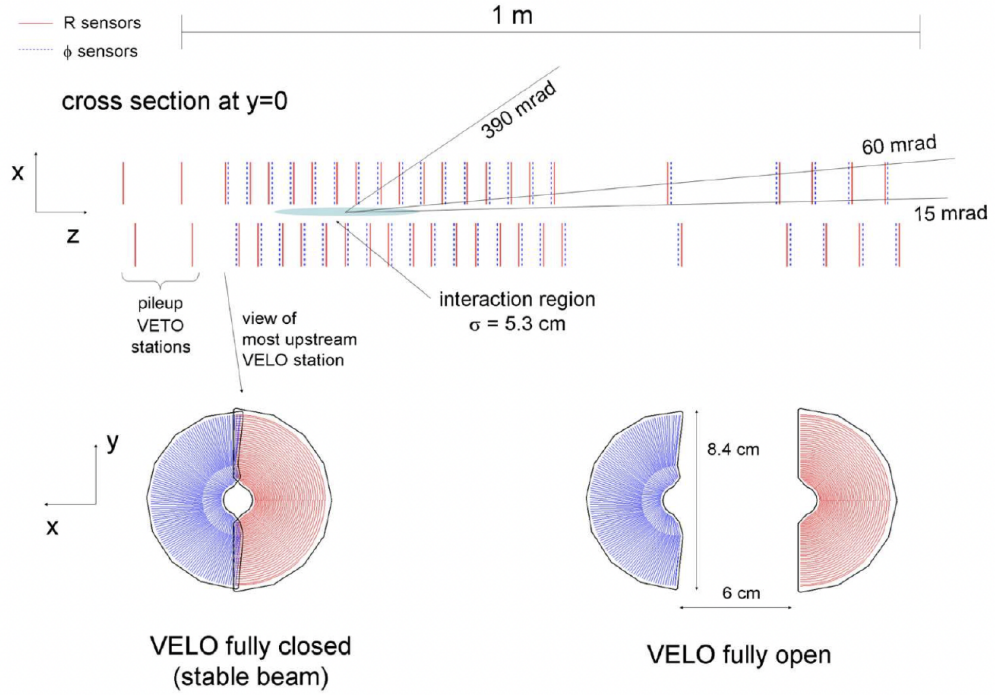 R sensors
1 m
ϕ sensors
cross section at y=0
390 mrad
60 mrad
x
15 mrad
z
pileup
VETO
stations
view of
most upstream
VELO station
interaction region
σ = 5.3 cm
y
x
8.4 cm
6 cm
VELO fully closed
(stable beam)
VELO fully open